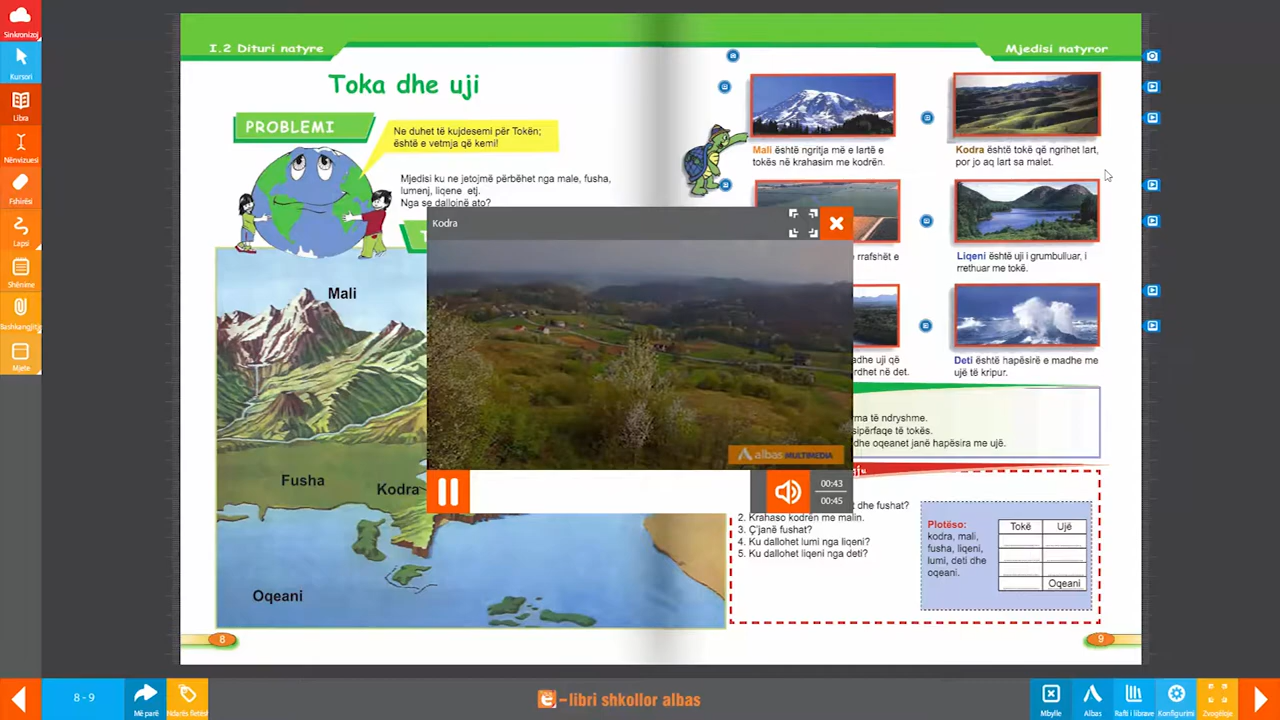 Sinkronizoj
Kursori
Libra
Nënvizuesi
Fshirësi
Lapsi
Shënime
Bashkangjitje
Mjete
I.2 Dituri natyre
Toka dhe uji
PROBLEMI
Ne duhet të kujdesemi për Tokën;
është e vetmja që kemi!
Mjedisi ku ne jetojmë përbëhet nga male, fusha,
lumenj, liqene etj.
Nga se dallojnë ato?
Mali
Fusha
Kodra
Oqeani
8
Mjedisi natyror
Mali është ngritja më e lartë e
tokës në krahasim me kodrën.
Kodra është tokë që ngrihet lart,
por jo aq lart sa malet.
rrafshët e
Liqeni është uji i grumbulluar, i
rrethuar me tokë.
uji që
rdhet në det.
Deti është hapësirë e madhe me
ujë të kripur.
Kodra
albas MULTIMEDIA
00:43
00:45
të ndryshme.
sipërfaqe të tokës.
dhe oqeanet janë hapësira me ujë.
dhe fushat?
2. Krahaso kodrën me malin.
3. Ç'janë fushat?
4. Ku dallohet lumi nga liqeni?
5. Ku dallohet liqeni nga deti?
Plotëso:
kodra, mali,
fusha, liqeni,
lumi, deti dhe
oqeani.
Tokë Ujë
Oqeani
9
8 - 9
Më parë
Ndarës fletësh
e -libri shkollor albas
Mbylle
Albas
Rafti i librave
Konfigurimi
Zvogëloje